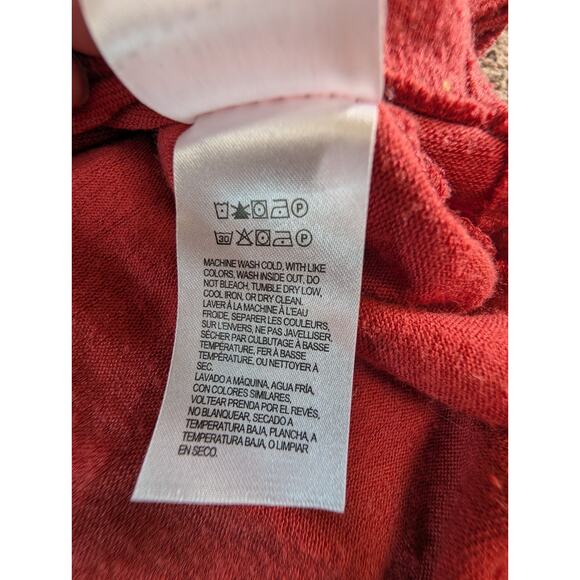 P
30 P
MACHINE WASH COLD, WITH LIKE
COLORS, WASH INSIDE OUT, DO
NOT BLEACH. TUMBLE DRY LOW,
COOL IRON, OR DRY CLEAN.
LAVER À LA MACHINE À L'EAU
FROIDE, SEPARER LES COULEURS,
SUR L'ENVERS, NE PAS JAVELLISER,
SÉCHER PAR CULBUTAGE À BASSE
TEMPÉRATURE, FER À BASSE
TEMPÉRATURE, OU NETTOYER À
SEC.
LAVADO A MÁQUINA, AGUA FRÍA,
CON COLORES SIMILARES,
VOLTEAR PRENDA POR EL REVÉS,
NO BLANQUEAR, SECADO A
TEMPERATURA BAJA, PLANCHA, A
TEMPERATURA BAJA, O LIMPIAR
EN SECO.